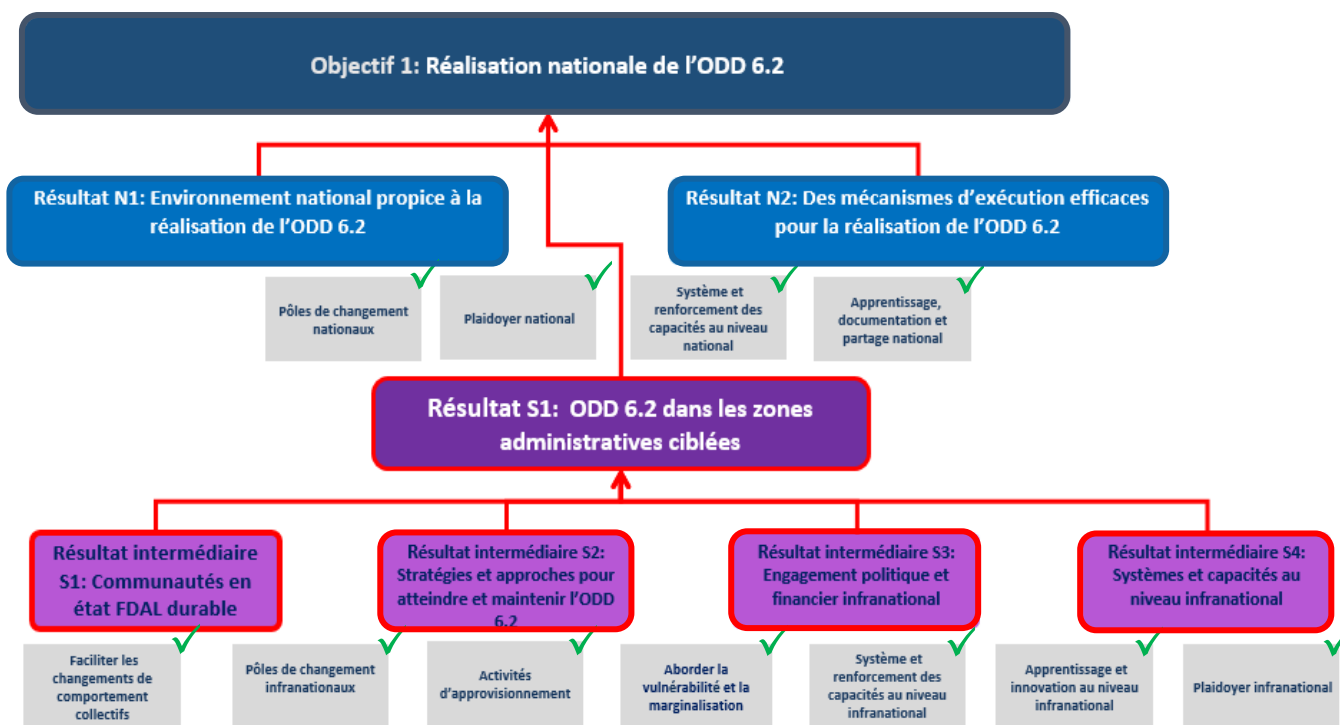 Objectif 1: Réalisation nationale de l’ODD 6.2
Résultat N1: Environnement national propice à la
réalisation de l’ODD 6.2
Résultat N2: Des mécanismes d’exécution efficaces
pour la réalisation de l’ODD 6.2
Pôles de changement
nationaux
Plaidoyer national
Système et
renforcement des
capacités au niveau
national
Apprentissage,
documentation et
partage national
Résultat S1: ODD 6.2 dans les zones
administratives ciblées
Résultat intermédiaire
S1: Communautés en
état FDAL durable
Résultat intermédiaire S2:
Stratégies et approches pour
atteindre et maintenir l’ODD
6.2
Résultat intermédiaire S3:
Engagement politique et
financier infranational
Résultat intermédiaire S4:
Systèmes et capacités au
niveau infranational
Faciliter les
changements de
comportement
collectifs
Pôles de changement
infranationaux
Activités
d’approvisionnement
Aborder la
vulnérabilité et la
marginalisation
Système et
renforcement des
capacités au niveau
infranational
Apprentissage et
innovation au niveau
infranational
Plaidoyer infranational